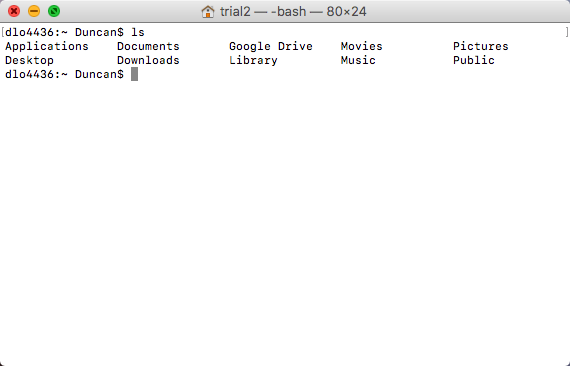 trial2 — -bash — 80×24
[dlo4436:~ Duncan$ ls ]
Applications Documents Google Drive Movies Pictures
Desktop Downloads Library Music Public
dlo4436:~ Duncan$